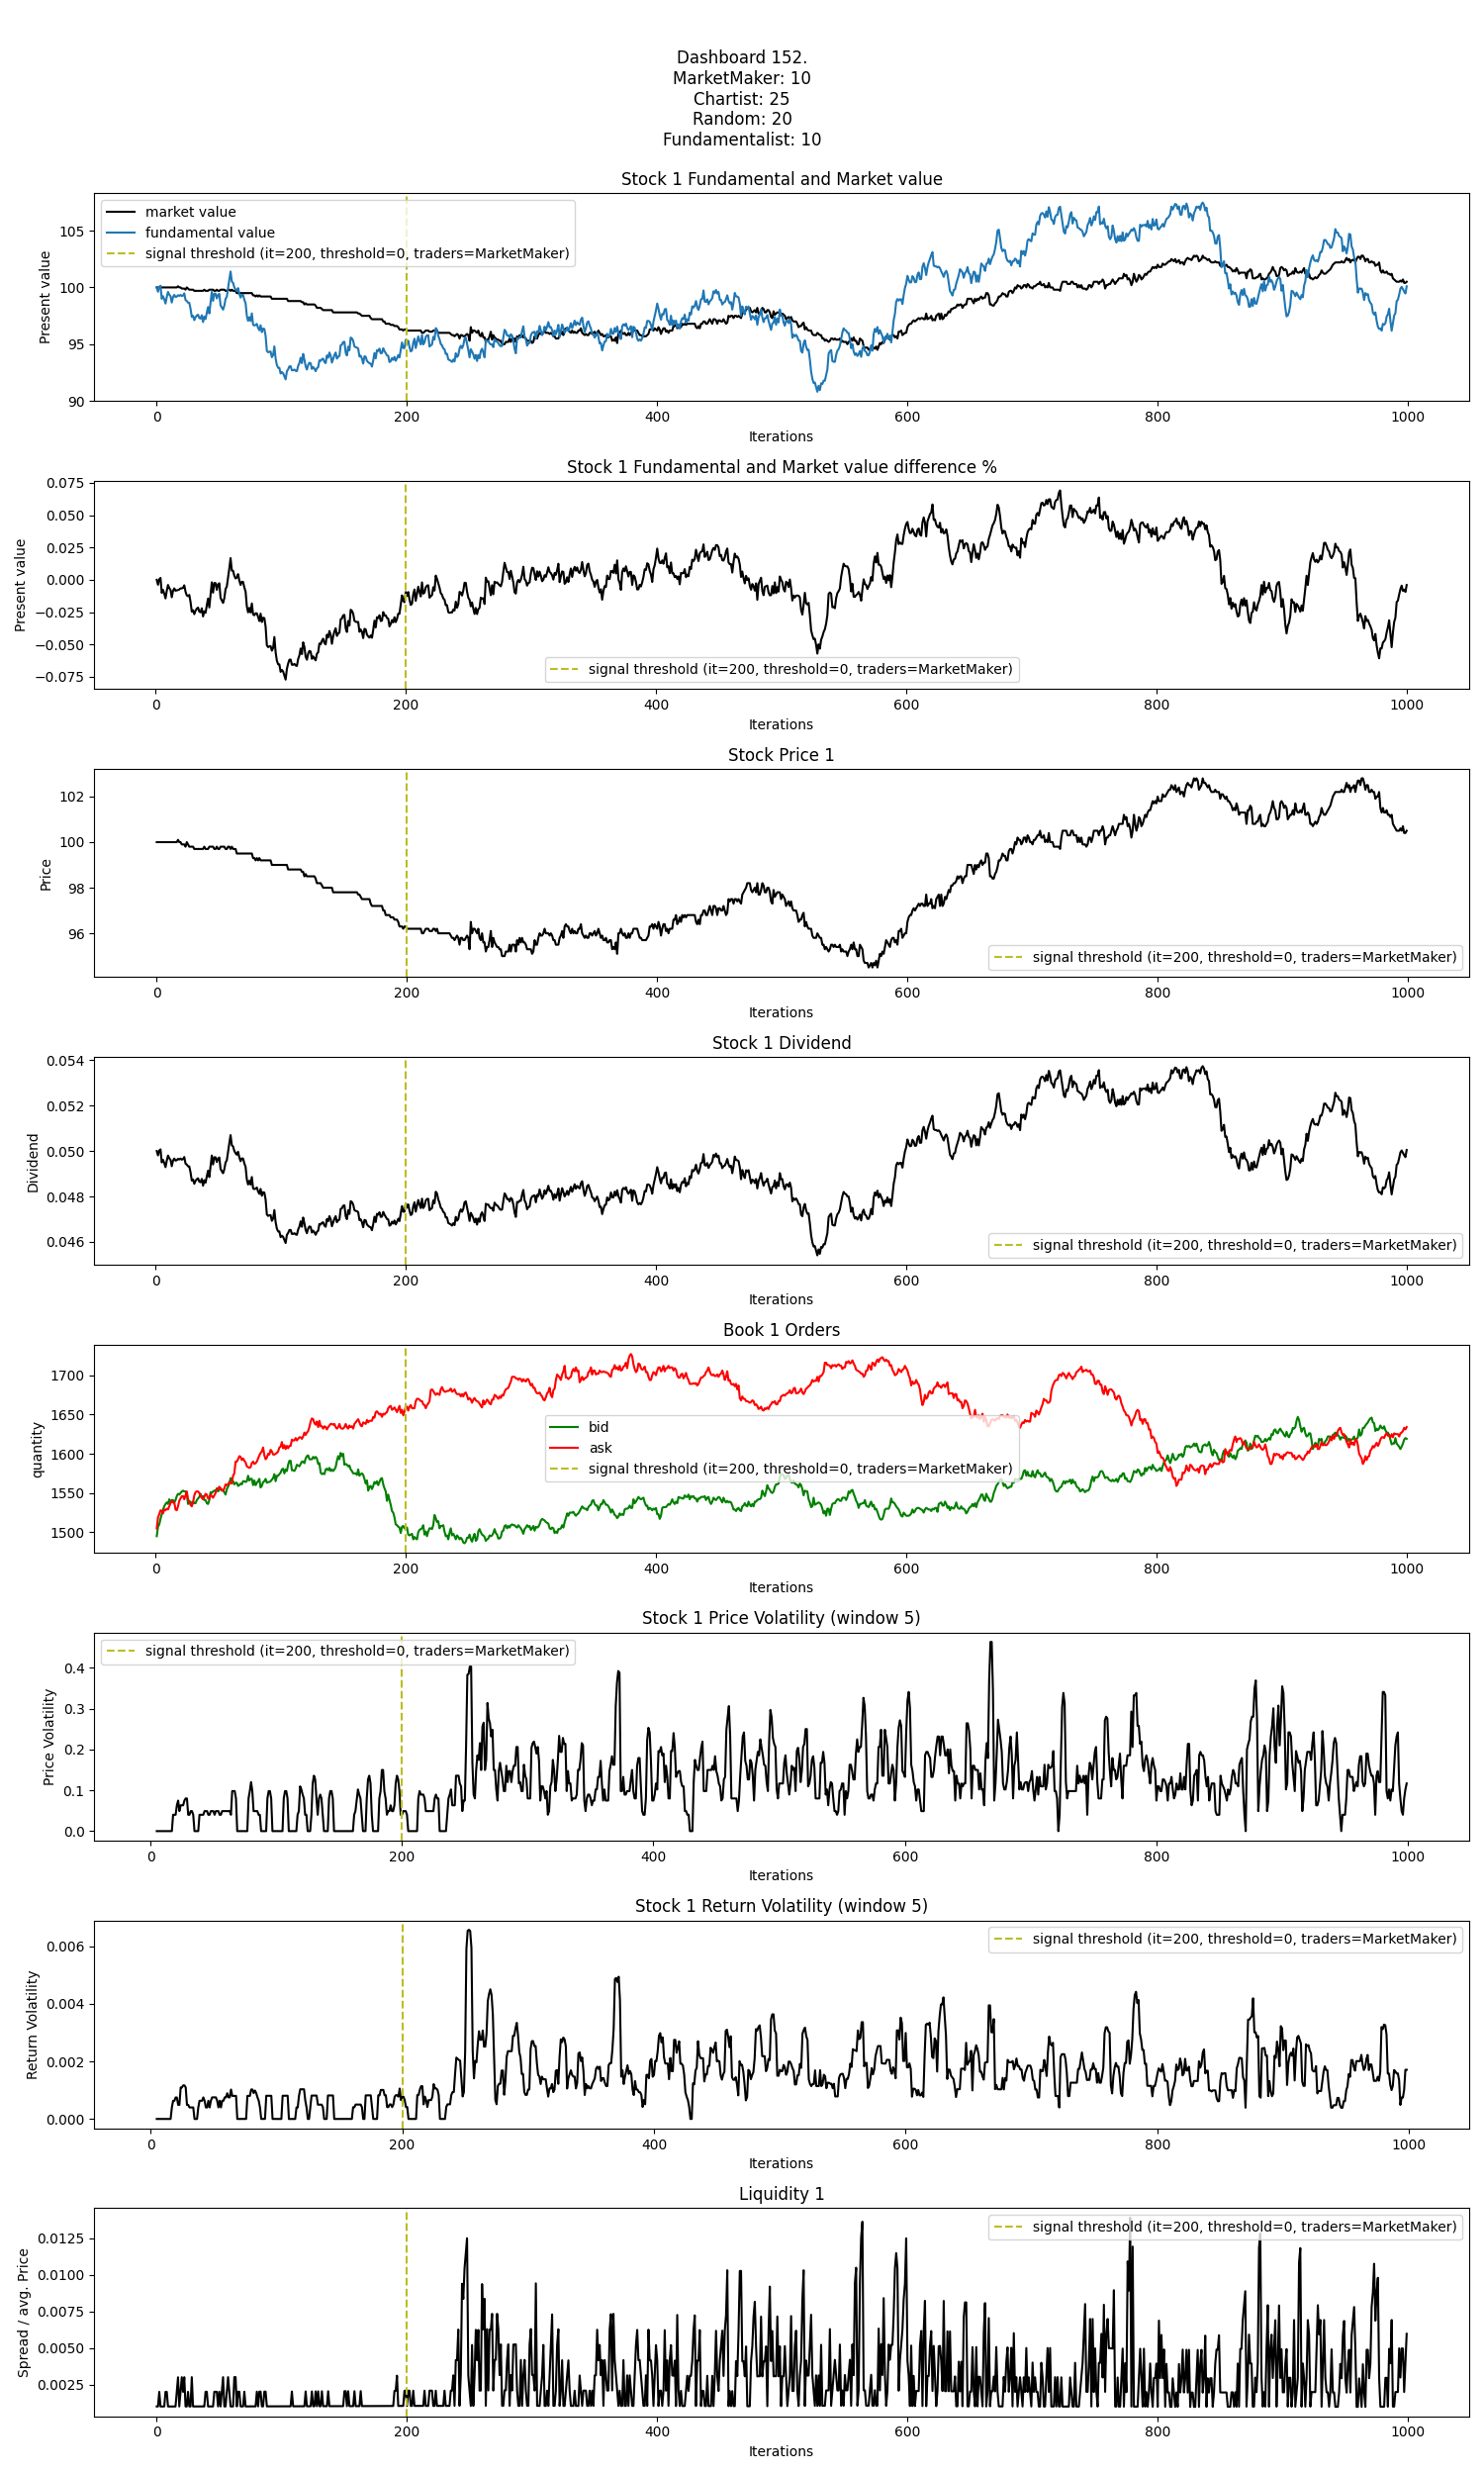 Dashboard 152.
MarketMaker: 10
Chartist: 25
Random: 20
Fundamentalist: 10
Stock 1 Fundamental and Market value
market value
fundamental value
signal threshold (it=200, threshold=0, traders=MarketMaker)
Present value
105
100
95
90
0 200 400 600 800 1000
Iterations
Stock 1 Fundamental and Market value difference %
Present value
0.075
0.050
0.025
0.000
−0.025
−0.050
−0.075
signal threshold (it=200, threshold=0, traders=MarketMaker)
0 200 400 600 800 1000
Iterations
Stock Price 1
Price
102
100
98
96
signal threshold (it=200, threshold=0, traders=MarketMaker)
0 200 400 600 800 1000
Iterations
Stock 1 Dividend
Dividend
0.054
0.052
0.050
0.048
0.046
signal threshold (it=200, threshold=0, traders=MarketMaker)
0 200 400 600 800 1000
Iterations
Book 1 Orders
quantity
1700
1650
1600
1550
1500
bid
ask
signal threshold (it=200, threshold=0, traders=MarketMaker)
0 200 400 600 800 1000
Iterations
Stock 1 Price Volatility (window 5)
signal threshold (it=200, threshold=0, traders=MarketMaker)
Price Volatility
0.4
0.3
0.2
0.1
0.0
0 200 400 600 800 1000
Iterations
Stock 1 Return Volatility (window 5)
signal threshold (it=200, threshold=0, traders=MarketMaker)
Return Volatility
0.006
0.004
0.002
0.000
0 200 400 600 800 1000
Iterations
Liquidity 1
signal threshold (it=200, threshold=0, traders=MarketMaker)
Spread / avg. Price
0.0125
0.0100
0.0075
0.0050
0.0025
0 200 400 600 800 1000
Iterations